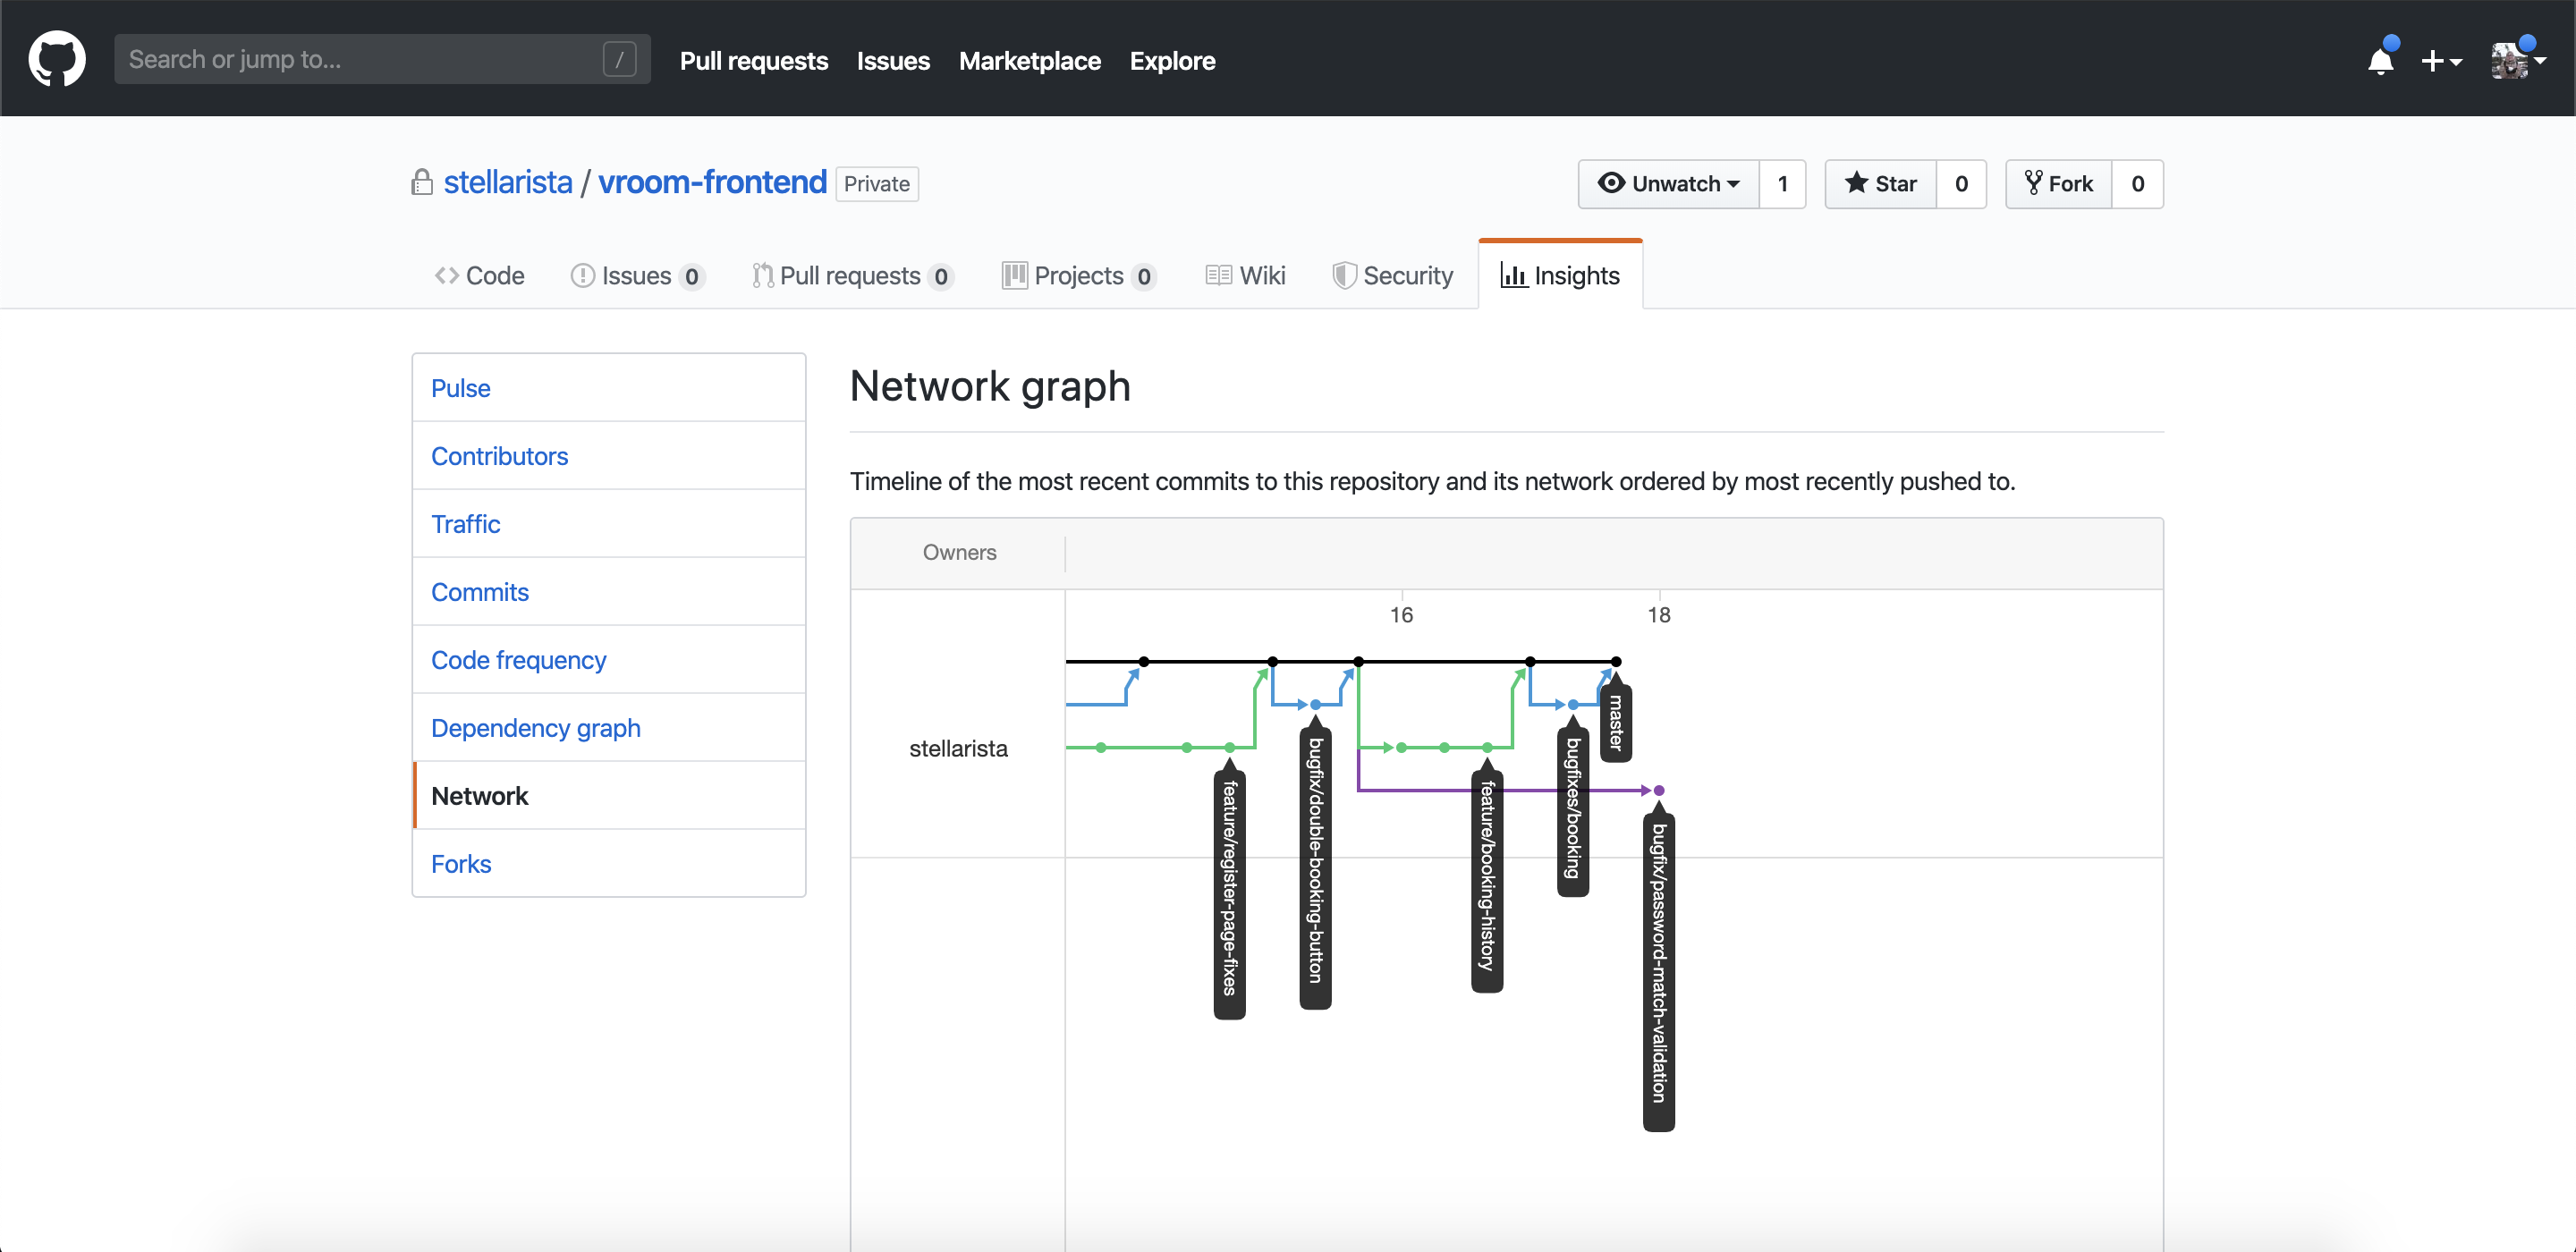 Search or jump to... /
Pull requests Issues Marketplace Explore
stellarista / vroom-frontend Private
Unwatch 1 Star 0 Fork 0
Code Issues 0 Pull requests 0 Projects 0 Wiki Security Insights
Pulse
Contributors
Traffic
Commits
Code frequency
Dependency graph
Network
Forks
Network graph
Timeline of the most recent commits to this repository and its network ordered by most recently pushed to.
Owners
16 18
stellarista
feature/register-page-fixes
bugfix/double-booking-button
feature/booking-history
bugfixes/booking
master
bugfix/password-match-validation